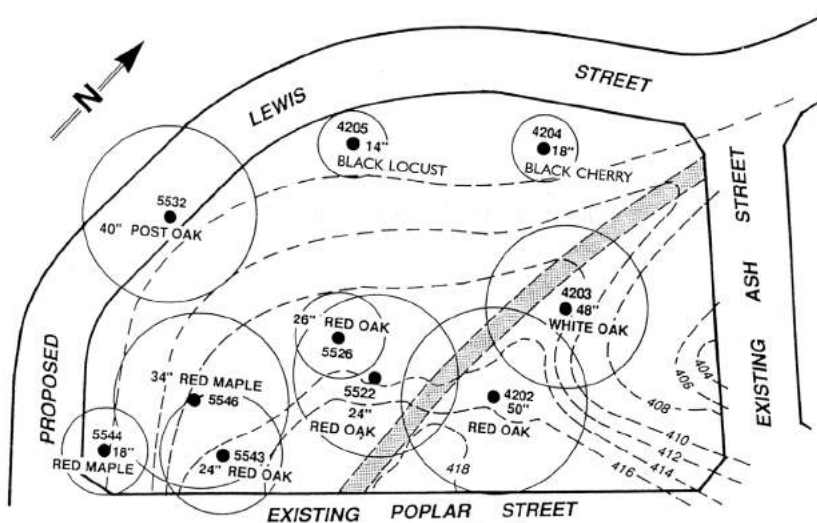 N
LEWIS
STREET
4205
14"
BLACK LOCUST
4204
18"
BLACK CHERRY
5532
40" POST OAK
STREET
ASH
EXISTING
4203
48"
WHITE OAK
26" RED OAK
5526
404
406
408
410
412
414
416
418
34" RED MAPLE
5546
5522
24"
RED OAK
4202
50"
RED OAK
PROPOSED
5544
18"
RED MAPLE
5543
24" RED OAK
EXISTING POPLAR STREET